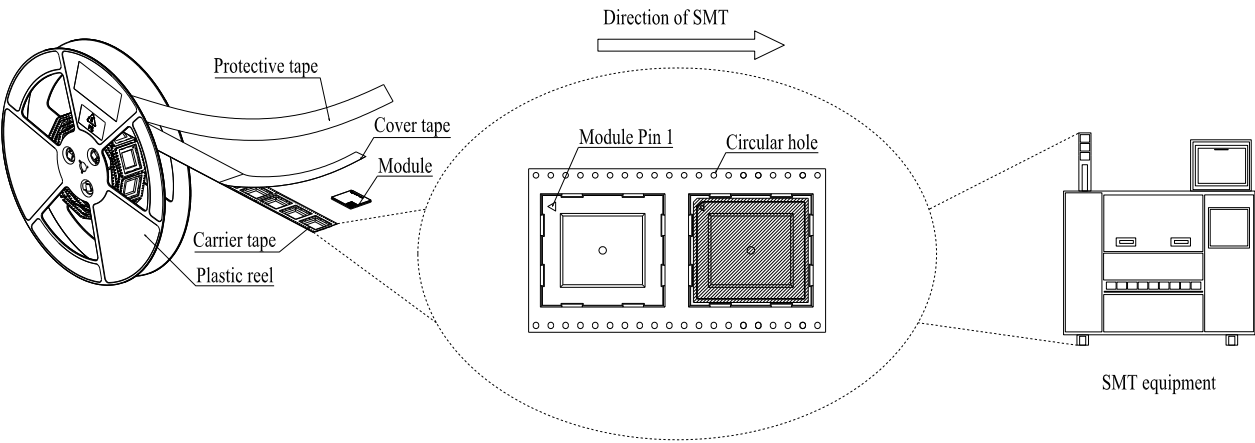 Direction of SMT
Protective tape
Cover tape
Module
Carrier tape
Plastic reel
Module Pin 1
Circular hole
SMT equipment